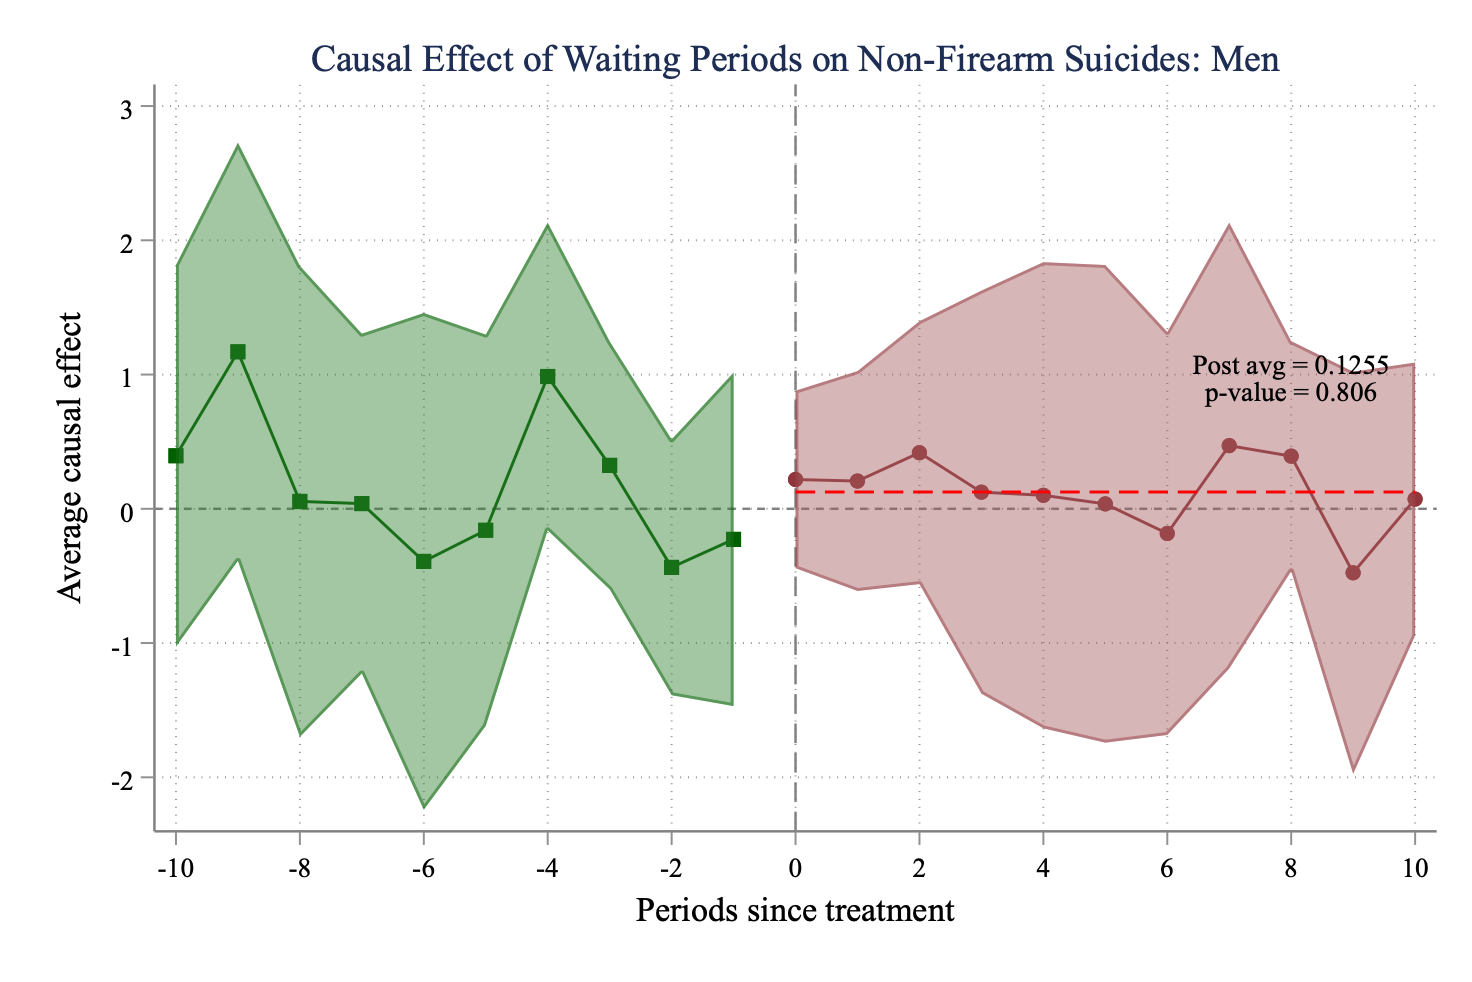 Causal Effect of Waiting Periods on Non-Firearm Suicides: Men
3
2
1
0
-1
-2
Average causal effect
Post avg = 0.1255
p-value = 0.806
-10 -8 -6 -4 -2 0 2 4 6 8 10
Periods since treatment